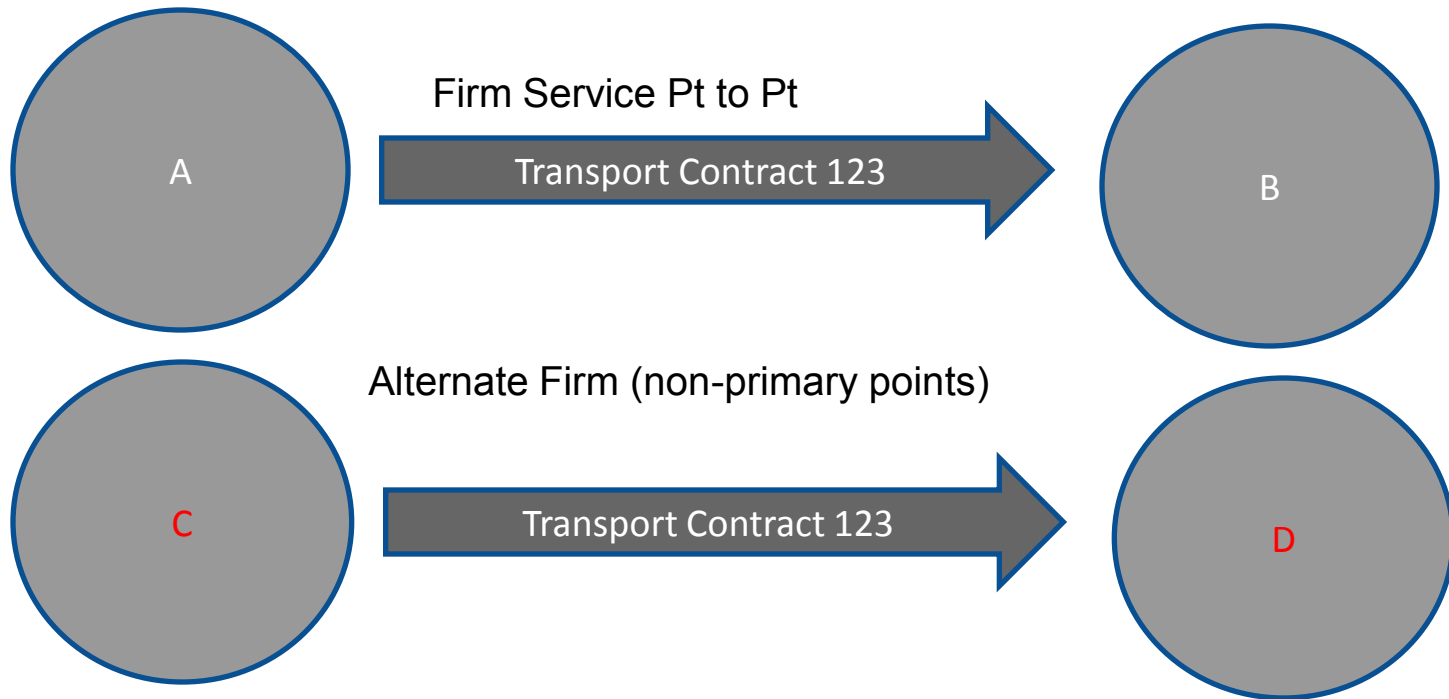 Firm Service Pt to Pt
A
Transport Contract 123
B
Alternate Firm (non-primary points)
C
Transport Contract 123
D